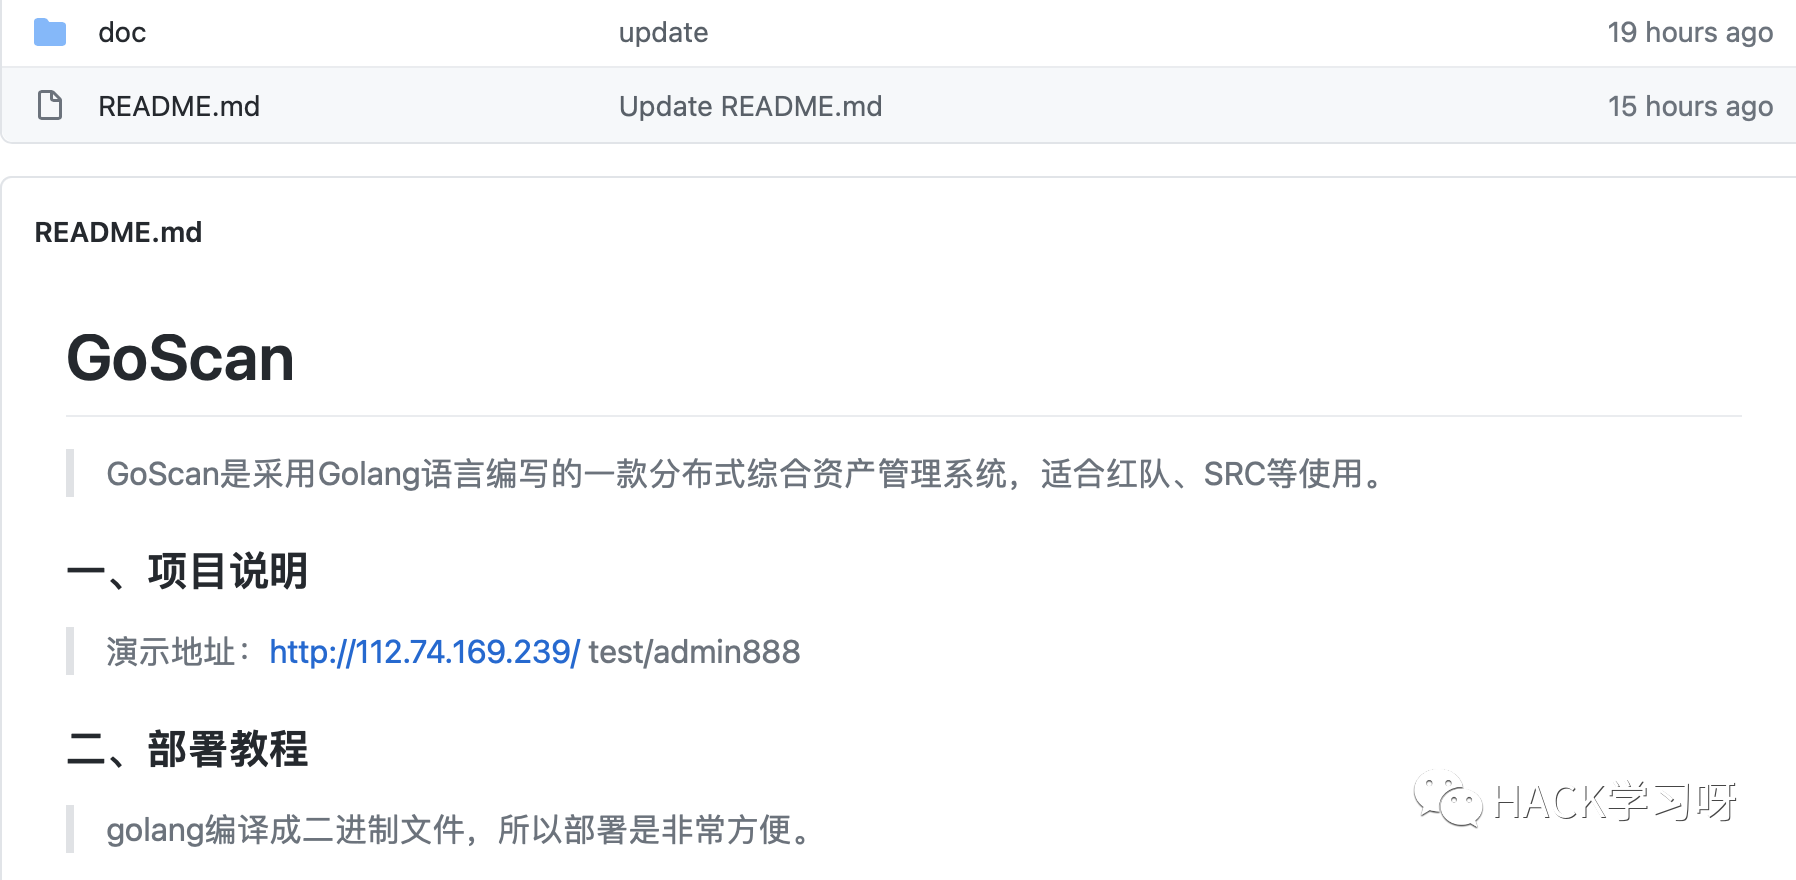 doc update 19 hours ago
README.md Update README.md 15 hours ago
README.md
GoScan
GoScan是采用Golang语言编写的一款分布式综合资产管理系统，适合红队、SRC等使用。
一、项目说明
演示地址：http://112.74.169.239/ test/admin888
二、部署教程
golang编译成二进制文件，所以部署是非常方便。
HACK学习呀